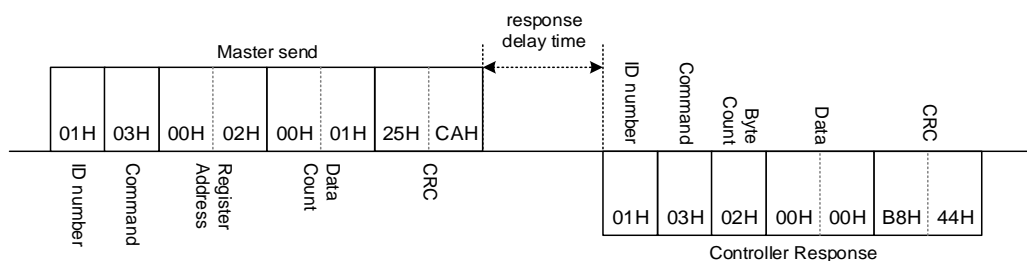 response
delay time
Master send
01H 03H 00H 02H 00H 01H 25H CAH
ID number
Command
Register
Address
Data
Count
CRC
ID number
Command
Byte
Count
Data
CRC
01H 03H 02H 00H 00H B8H 44H
Controller Response